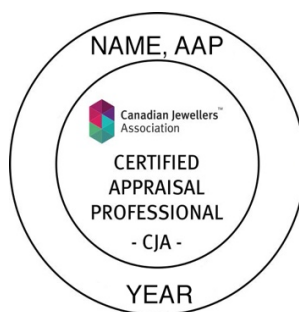 NAME, AAP
Canadian Jewellers™
Association
CERTIFIED
APPRAISAL
PROFESSIONAL
- CJA -
YEAR